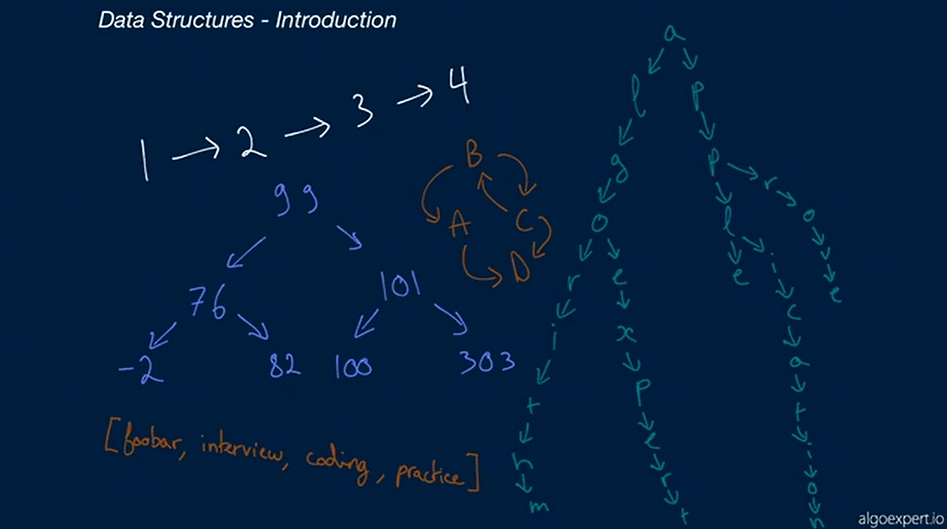 Data Structures - Introduction
1 → 2 → 3 → 4
99
76 101
-2 82 100 303
B
A C
D
[foobar, interview, coding, practice]
a
l p
g p r o v e
o l e
r e i
i x c
t p a
h e t
m r i
t o
n
algoexpert.io